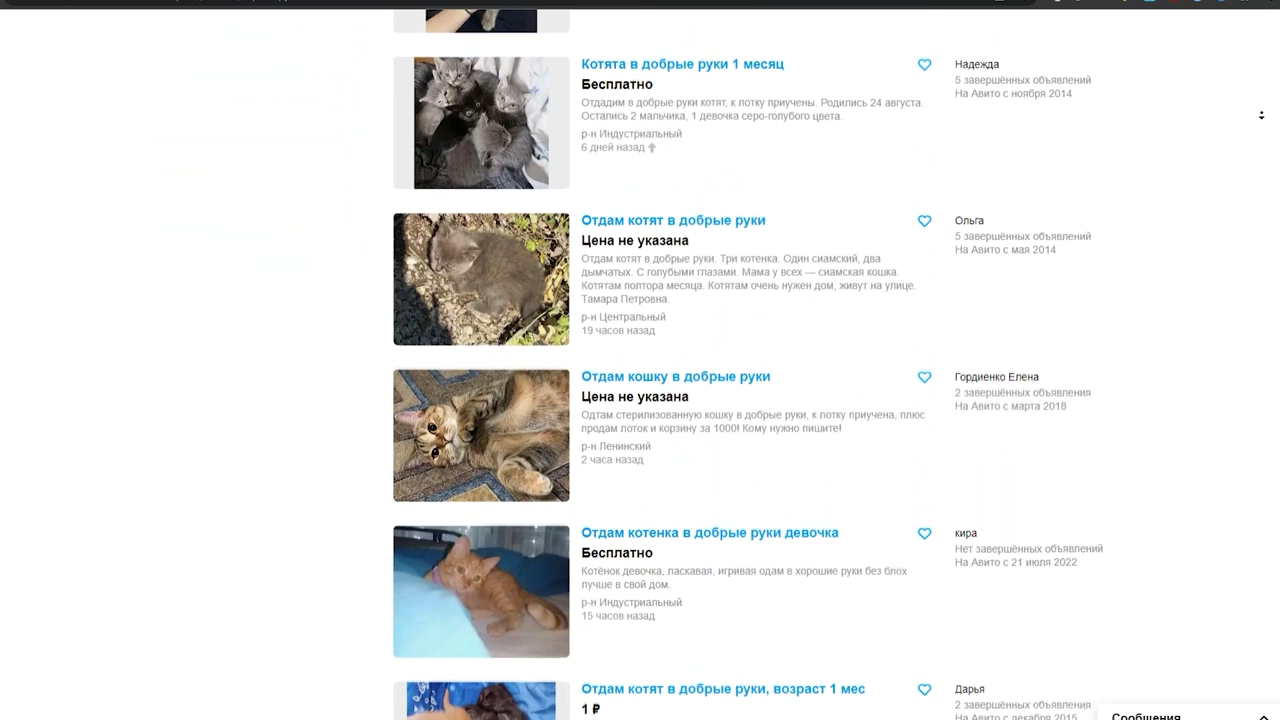 Котята в добрые руки 1 месяц
Бесплатно
Отдадим в добрые руки котят, к лотку приучены. Родились 24 августа.
Остались 2 мальчика, 1 девочка серо-голубого цвета.
р-н Индустриальный
6 дней назад
Надежда
5 завершённых объявлений
На Авито с ноября 2014
Отдам котят в добрые руки
Цена не указана
Отдам котят в добрые руки. Три котенка. Один сиамский, два
дымчатых. С голубыми глазами. Мама у всех — сиамская кошка.
Котятам полтора месяца. Котятам очень нужен дом, живут на улице.
Тамара Петровна.
р-н Центральный
19 часов назад
Ольга
5 завершённых объявлений
На Авито с мая 2014
Отдам кошку в добрые руки
Цена не указана
Одтам стерилизованную кошку в добрые руки, к лотку приучена, плюс
продам лоток и корзину за 1000! Кому нужно пишите!
р-н Ленинский
2 часа назад
Гордиенко Елена
2 завершённых объявления
На Авито с марта 2018
Отдам котенка в добрые руки девочка
Бесплатно
Котёнок девочка, ласкавая, игривая одам в хорошие руки без блох
лучше в свой дом.
р-н Индустриальный
15 часов назад
кира
Нет завершённых объявлений
На Авито с 21 июля 2022
Отдам котят в добрые руки, возраст 1 мес
1 ₽
Дарья
2 завершённых объявления
На Авито с декабря 2015
Сообщения